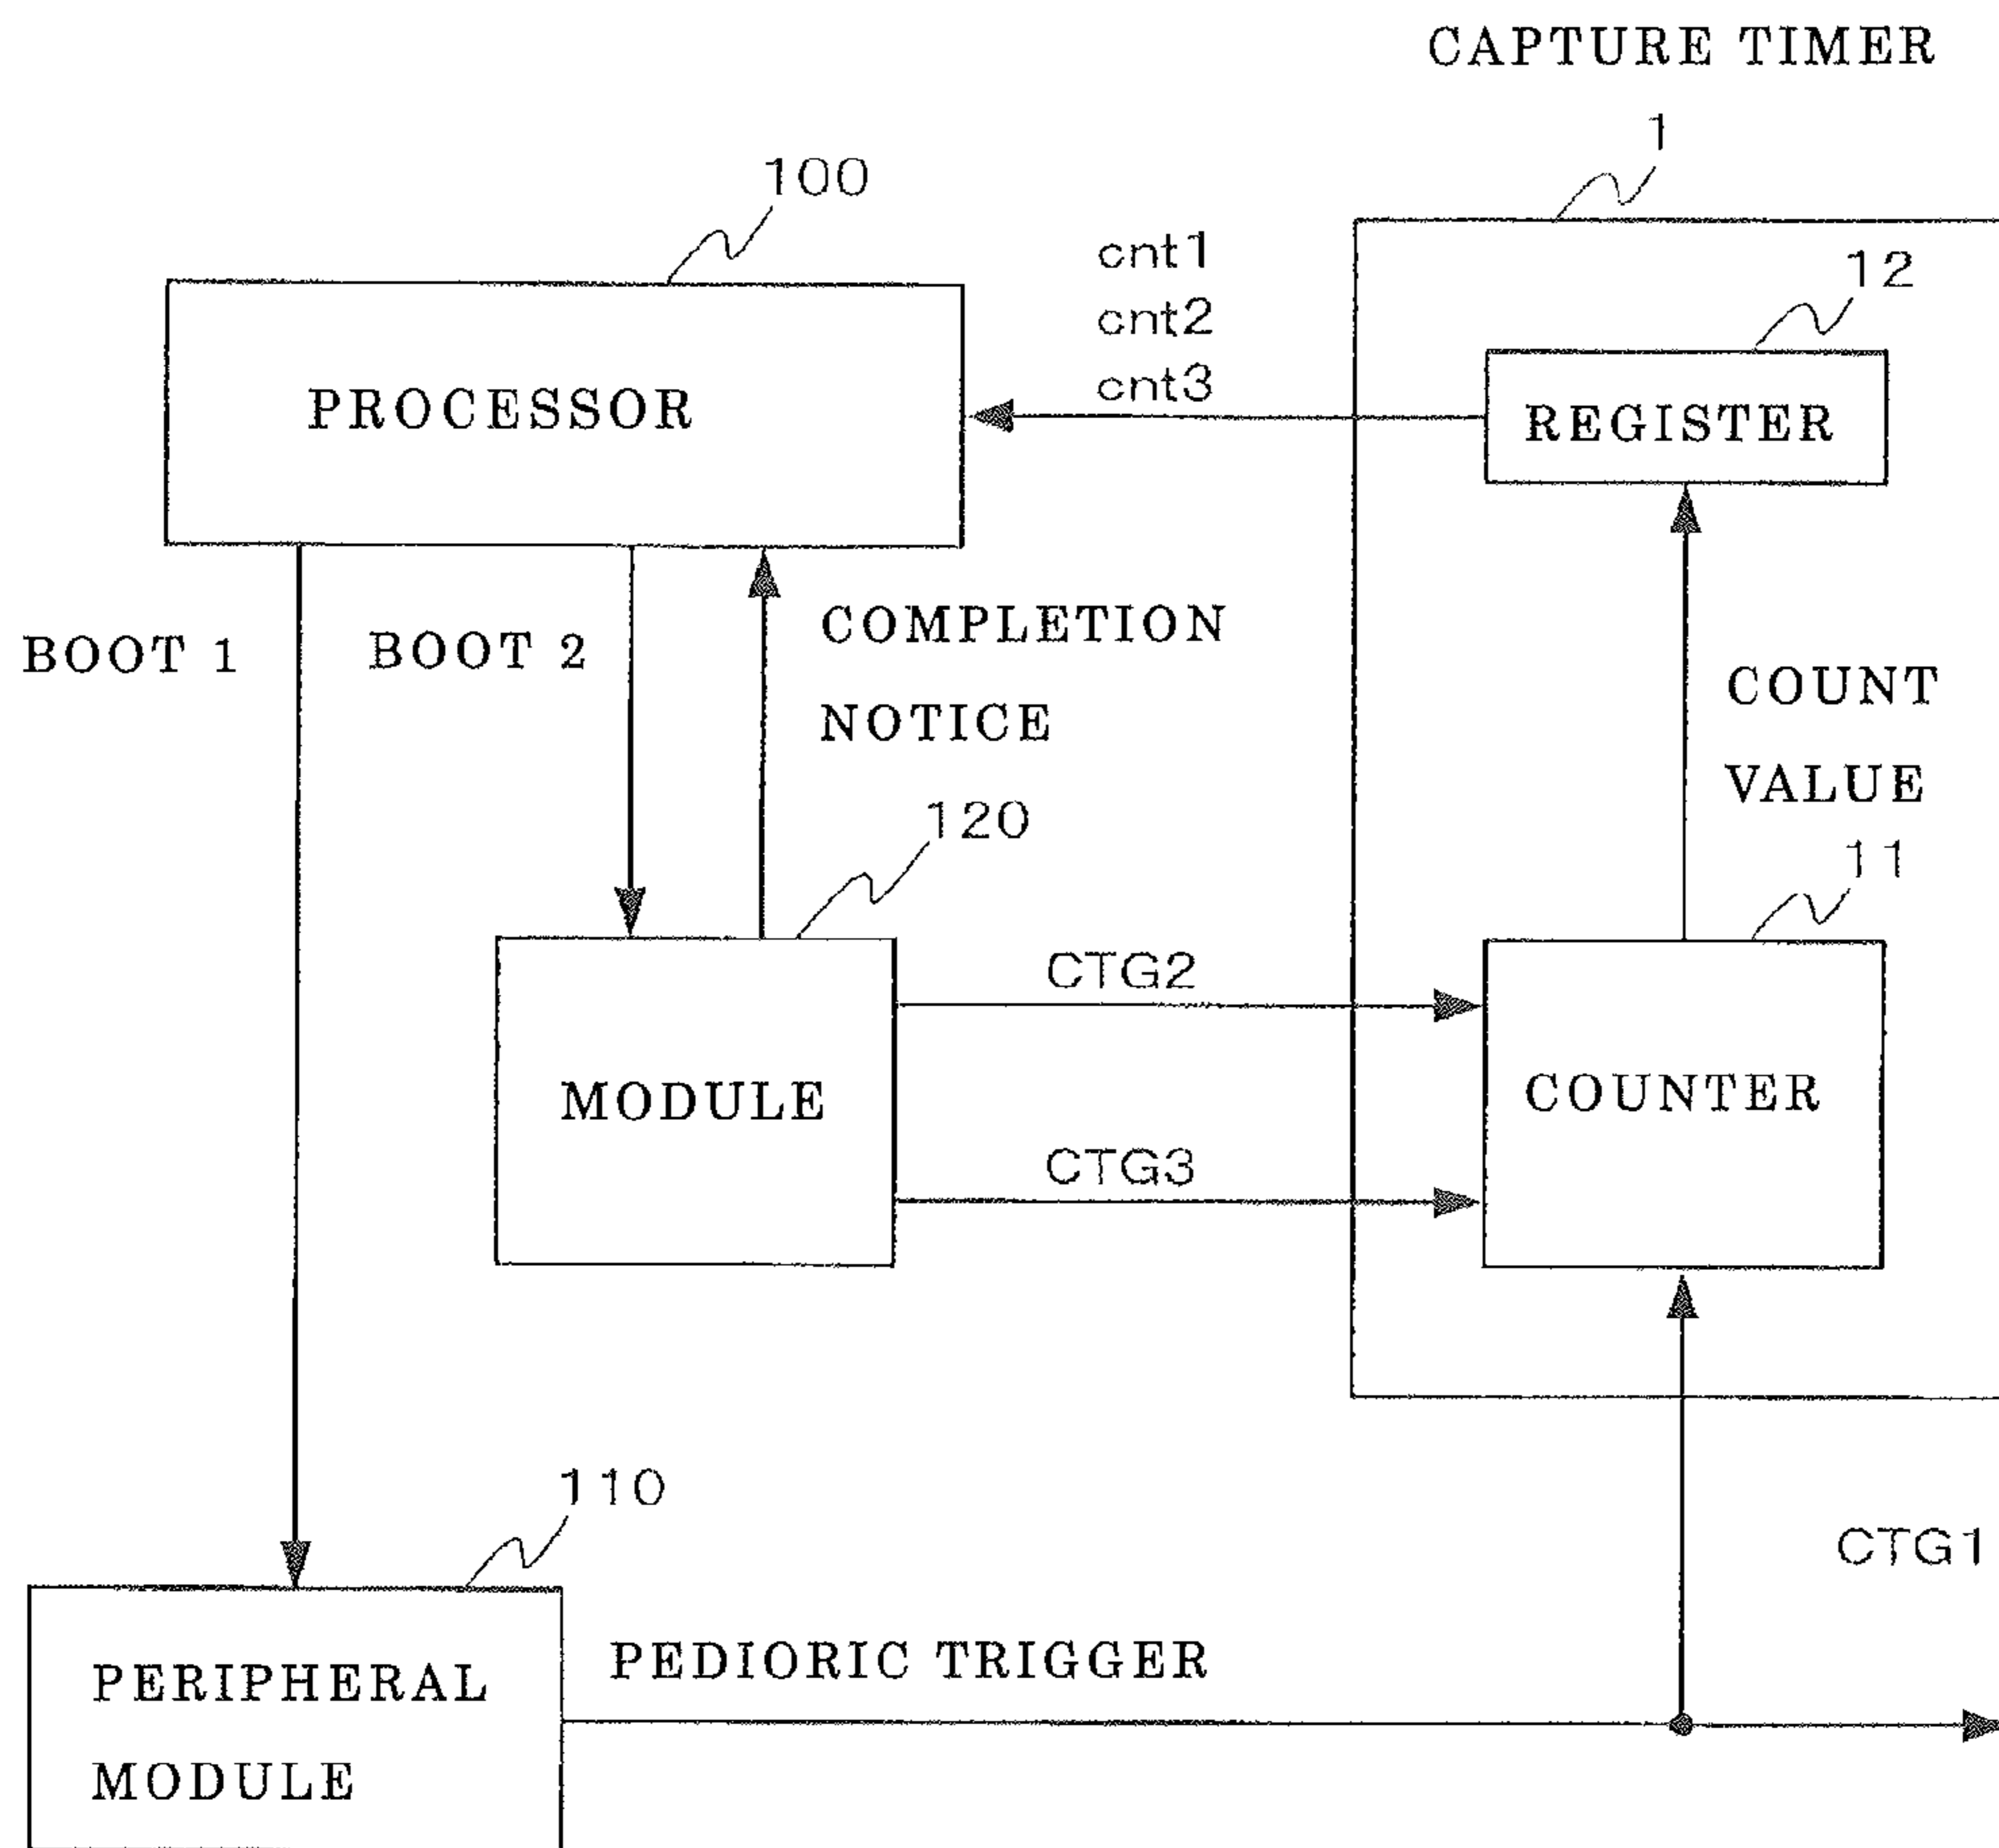 CAPTURE TIMER
1
100
12
cnt1
cnt2
cnt3
PROCESSOR
REGISTER
BOOT 1
BOOT 2
COMPLETION
NOTICE
COUNT
VALUE
120
11
CTG2
MODULE
COUNTER
CTG3
110
CTG1
PEDIORIC TRIGGER
PERIPHERAL
MODULE